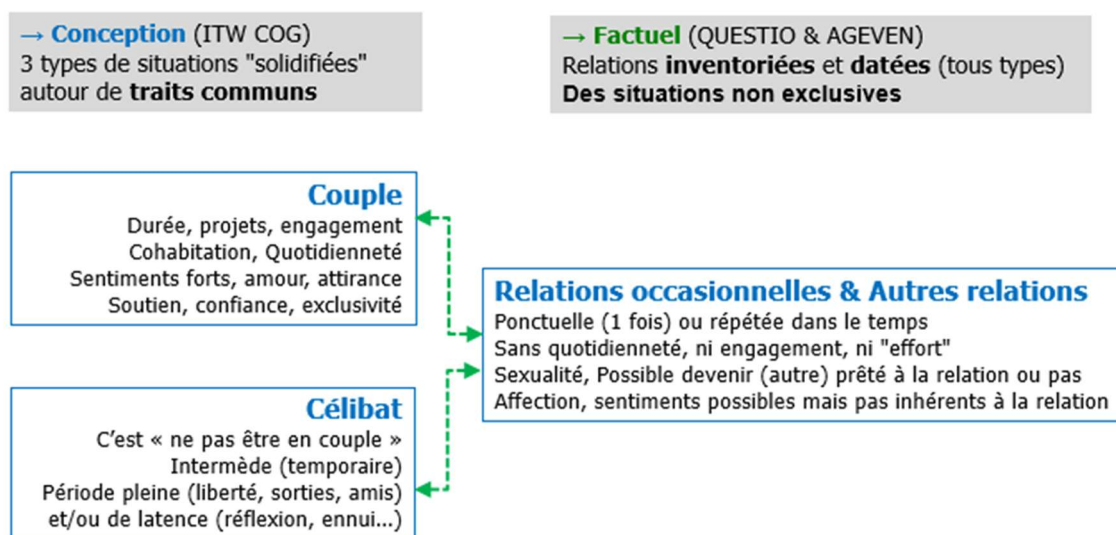 → Conception (ITW COG)
3 types de situations "solidifiées"
autour de traits communs
→ Factuel (QUESTIO & AGEVEN)
Relations inventoriées et datées (tous types)
Des situations non exclusives
Couple
Durée, projets, engagement
Cohabitation, Quotidienneté
Sentiments forts, amour, attirance
Soutien, confiance, exclusivité
Relations occasionnelles & Autres relations
Ponctuelle (1 fois) ou répétée dans le temps
Sans quotidienneté, ni engagement, ni "effort"
Sexualité, Possible devenir (autre) prêté à la relation ou pas
Affection, sentiments possibles mais pas inhérents à la relation
Célibat
C'est « ne pas être en couple »
Intermède (temporaire)
Période pleine (liberté, sorties, amis)
et/ou de latence (réflexion, ennui...)